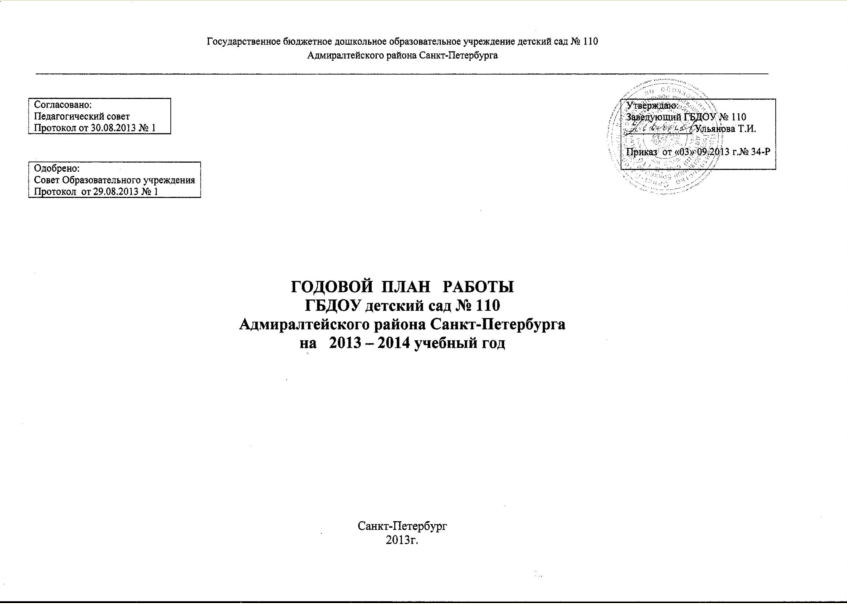 Государственное бюджетное дошкольное образовательное учреждение детский сад № 110
Адмиралтейского района Санкт-Петербурга
Согласовано:
Педагогический совет
Протокол от 30.08.2013 № 1
Утверждаю:
Заведующий ГБДОУ № 110
Ульянова Т.И.
Приказ от «03» 09.2013 г.№ 34-Р
Одобрено:
Совет Образовательного учреждения
Протокол от 29.08.2013 № 1
ГОДОВОЙ ПЛАН РАБОТЫ
ГБДОУ детский сад № 110
Адмиралтейского района Санкт-Петербурга
на 2013 – 2014 учебный год
Санкт-Петербург
2013г.